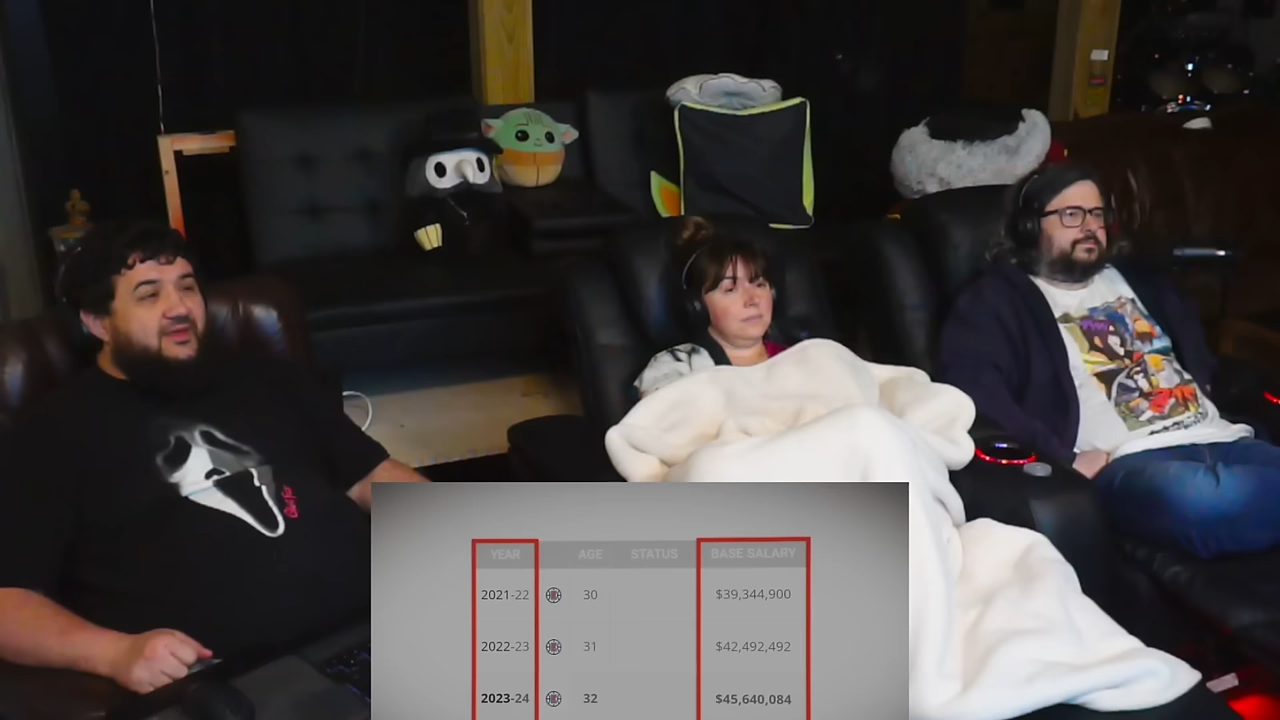 YEAR AGE STATUS BASE SALARY
2021-22 30 $39,344,900
2022-23 31 $42,492,492
2023-24 32 $45,640,084